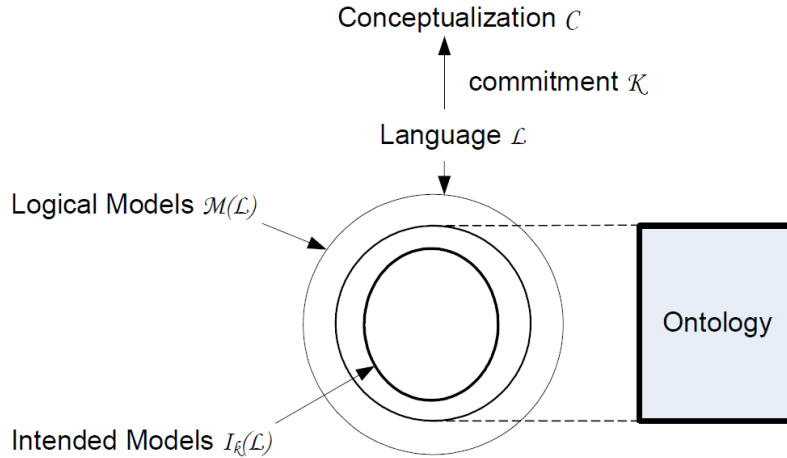 Conceptualization C
commitment K
Language L
Logical Models M(L)
Ontology
Intended Models Iₖ(L)